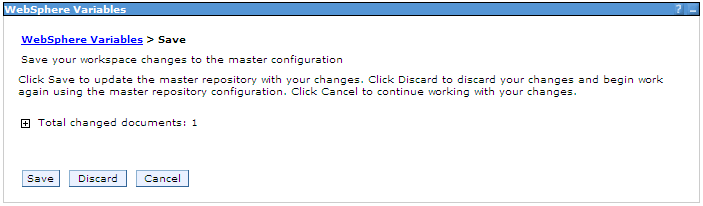 WebSphere Variables ? _
WebSphere Variables > Save
Save your workspace changes to the master configuration
Click Save to update the master repository with your changes. Click Discard to discard your changes and begin work
again using the master repository configuration. Click Cancel to continue working with your changes.
+ Total changed documents: 1
Save Discard Cancel